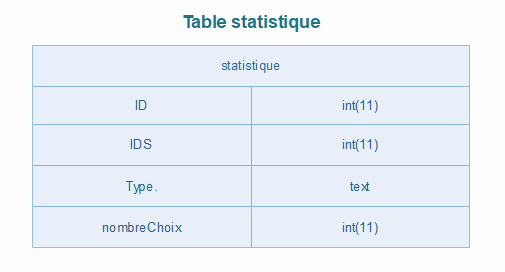 Table statistique
statistique
ID int(11)
IDS int(11)
Type. text
nombreChoix int(11)